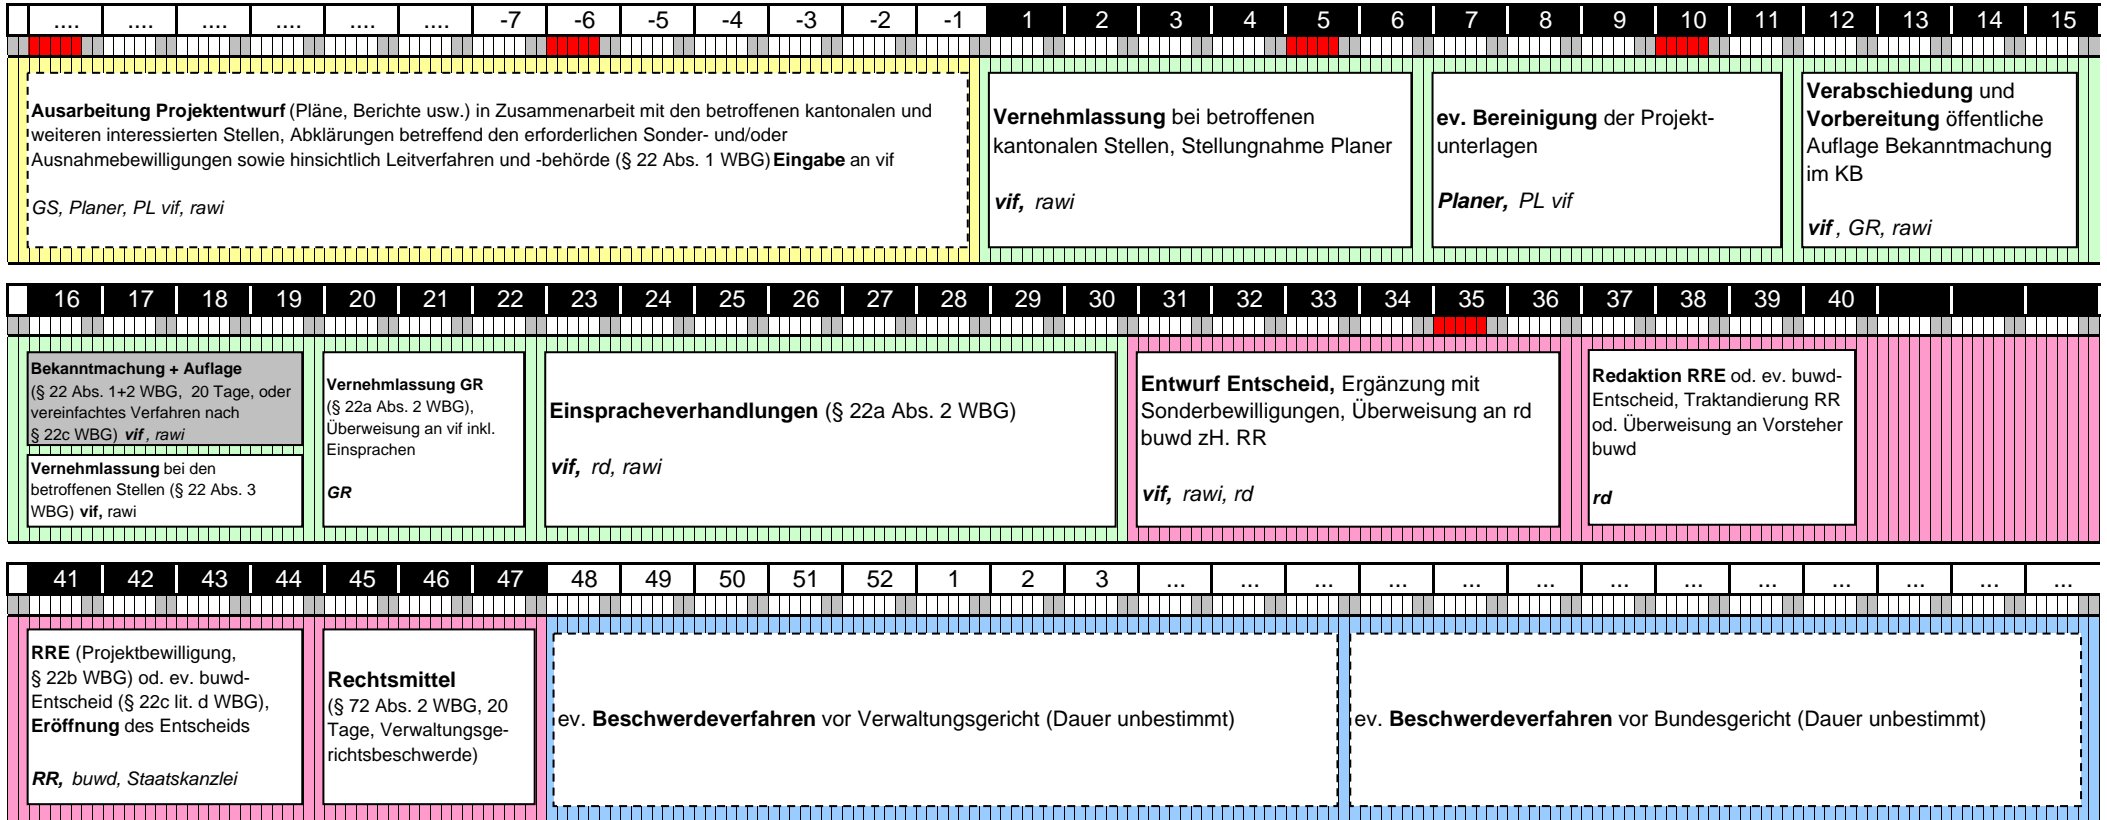 .... .... .... .... .... .... -7 -6 -5 -4 -3 -2 -1 1 2 3 4 5 6 7 8 9 10 11 12 13 14 15
Ausarbeitung Projektentwurf (Pläne, Berichte usw.) in Zusammenarbeit mit den betroffenen kantonalen und
weiteren interessierten Stellen, Abklärungen betreffend den erforderlichen Sonder- und/oder
Ausnahmebewilligungen sowie hinsichtlich Leitverfahren und -behörde (§ 22 Abs. 1 WBG) Eingabe an vif
GS, Planer, PL vif, rawi
Vernehmlassung bei betroffenen
kantonalen Stellen, Stellungnahme Planer
vif, rawi
ev. Bereinigung der Projekt-
unterlagen
Planer, PL vif
Verabschiedung und
Vorbereitung öffentliche
Auflage Bekanntmachung
im KB
vif , GR, rawi
16 17 18 19 20 21 22 23 24 25 26 27 28 29 30 31 32 33 34 35 36 37 38 39 40
Bekanntmachung + Auflage
(§ 22 Abs. 1+2 WBG, 20 Tage, oder
vereinfachtes Verfahren nach
§ 22c WBG) vif , rawi
Vernehmlassung bei den
betroffenen Stellen (§ 22 Abs. 3
WBG) vif, rawi
Vernehmlassung GR
(§ 22a Abs. 2 WBG),
Überweisung an vif inkl.
Einsprachen
GR
Einspracheverhandlungen (§ 22a Abs. 2 WBG)
vif, rd, rawi
Entwurf Entscheid, Ergänzung mit
Sonderbewilligungen, Überweisung an rd
buwd zH. RR
vif, rawi, rd
Redaktion RRE od. ev. buwd-
Entscheid, Traktandierung RR
od. Überweisung an Vorsteher
buwd
rd
41 42 43 44 45 46 47 48 49 50 51 52 1 2 3 ... ... ... ... ... ... ... ... ... ... ... ... ...
RRE (Projektbewilligung,
§ 22b WBG) od. ev. buwd-
Entscheid (§ 22c lit. d WBG),
Eröffnung des Entscheids
RR, buwd, Staatskanzlei
Rechtsmittel
(§ 72 Abs. 2 WBG, 20
Tage, Verwaltungsge-
richtsbeschwerde)
ev. Beschwerdeverfahren vor Verwaltungsgericht (Dauer unbestimmt)
ev. Beschwerdeverfahren vor Bundesgericht (Dauer unbestimmt)